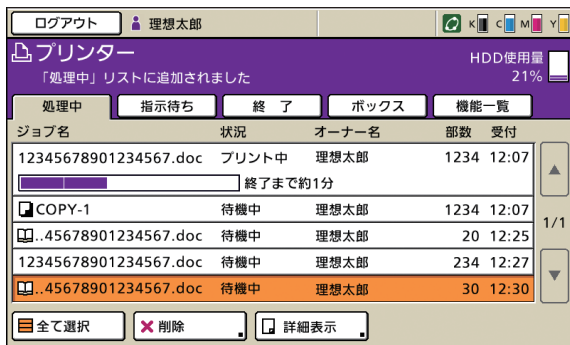 ログアウト 理想太郎 K C M Y
プリンター HDD使用量
「処理中」リストに追加されました 21%
処理中 指示待ち 終 了 ボックス 機能一覧
ジョブ名 状況 オーナー名 部数 受付
12345678901234567.doc プリント中 理想太郎 1234 12:07
終了まで約1分
COPY-1 待機中 理想太郎 1234 12:07
1/1
..45678901234567.doc 待機中 理想太郎 20 12:25
12345678901234567.doc 待機中 理想太郎 234 12:27
..45678901234567.doc 待機中 理想太郎 30 12:30
全て選択 削除 詳細表示